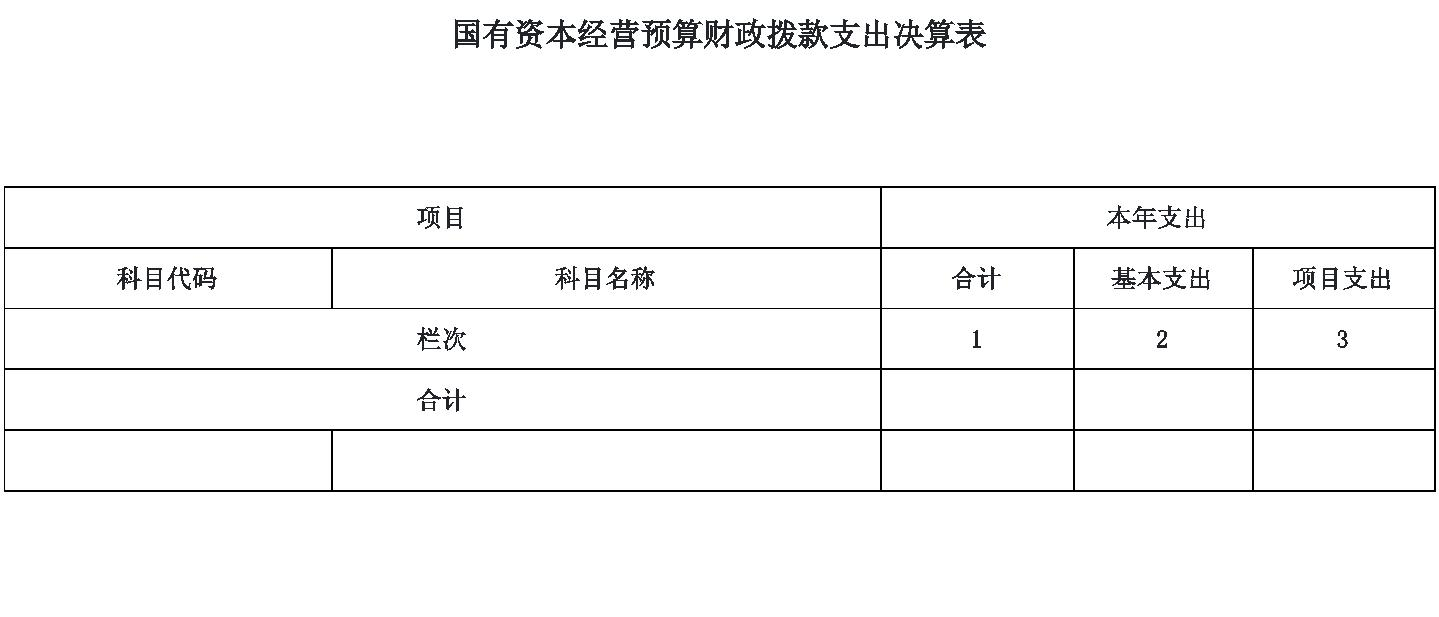 国有资本经营预算财政拨款支出决算表
项目 本年支出
科目代码 科目名称 合计 基本支出 项目支出
栏次 1 2 3
合计